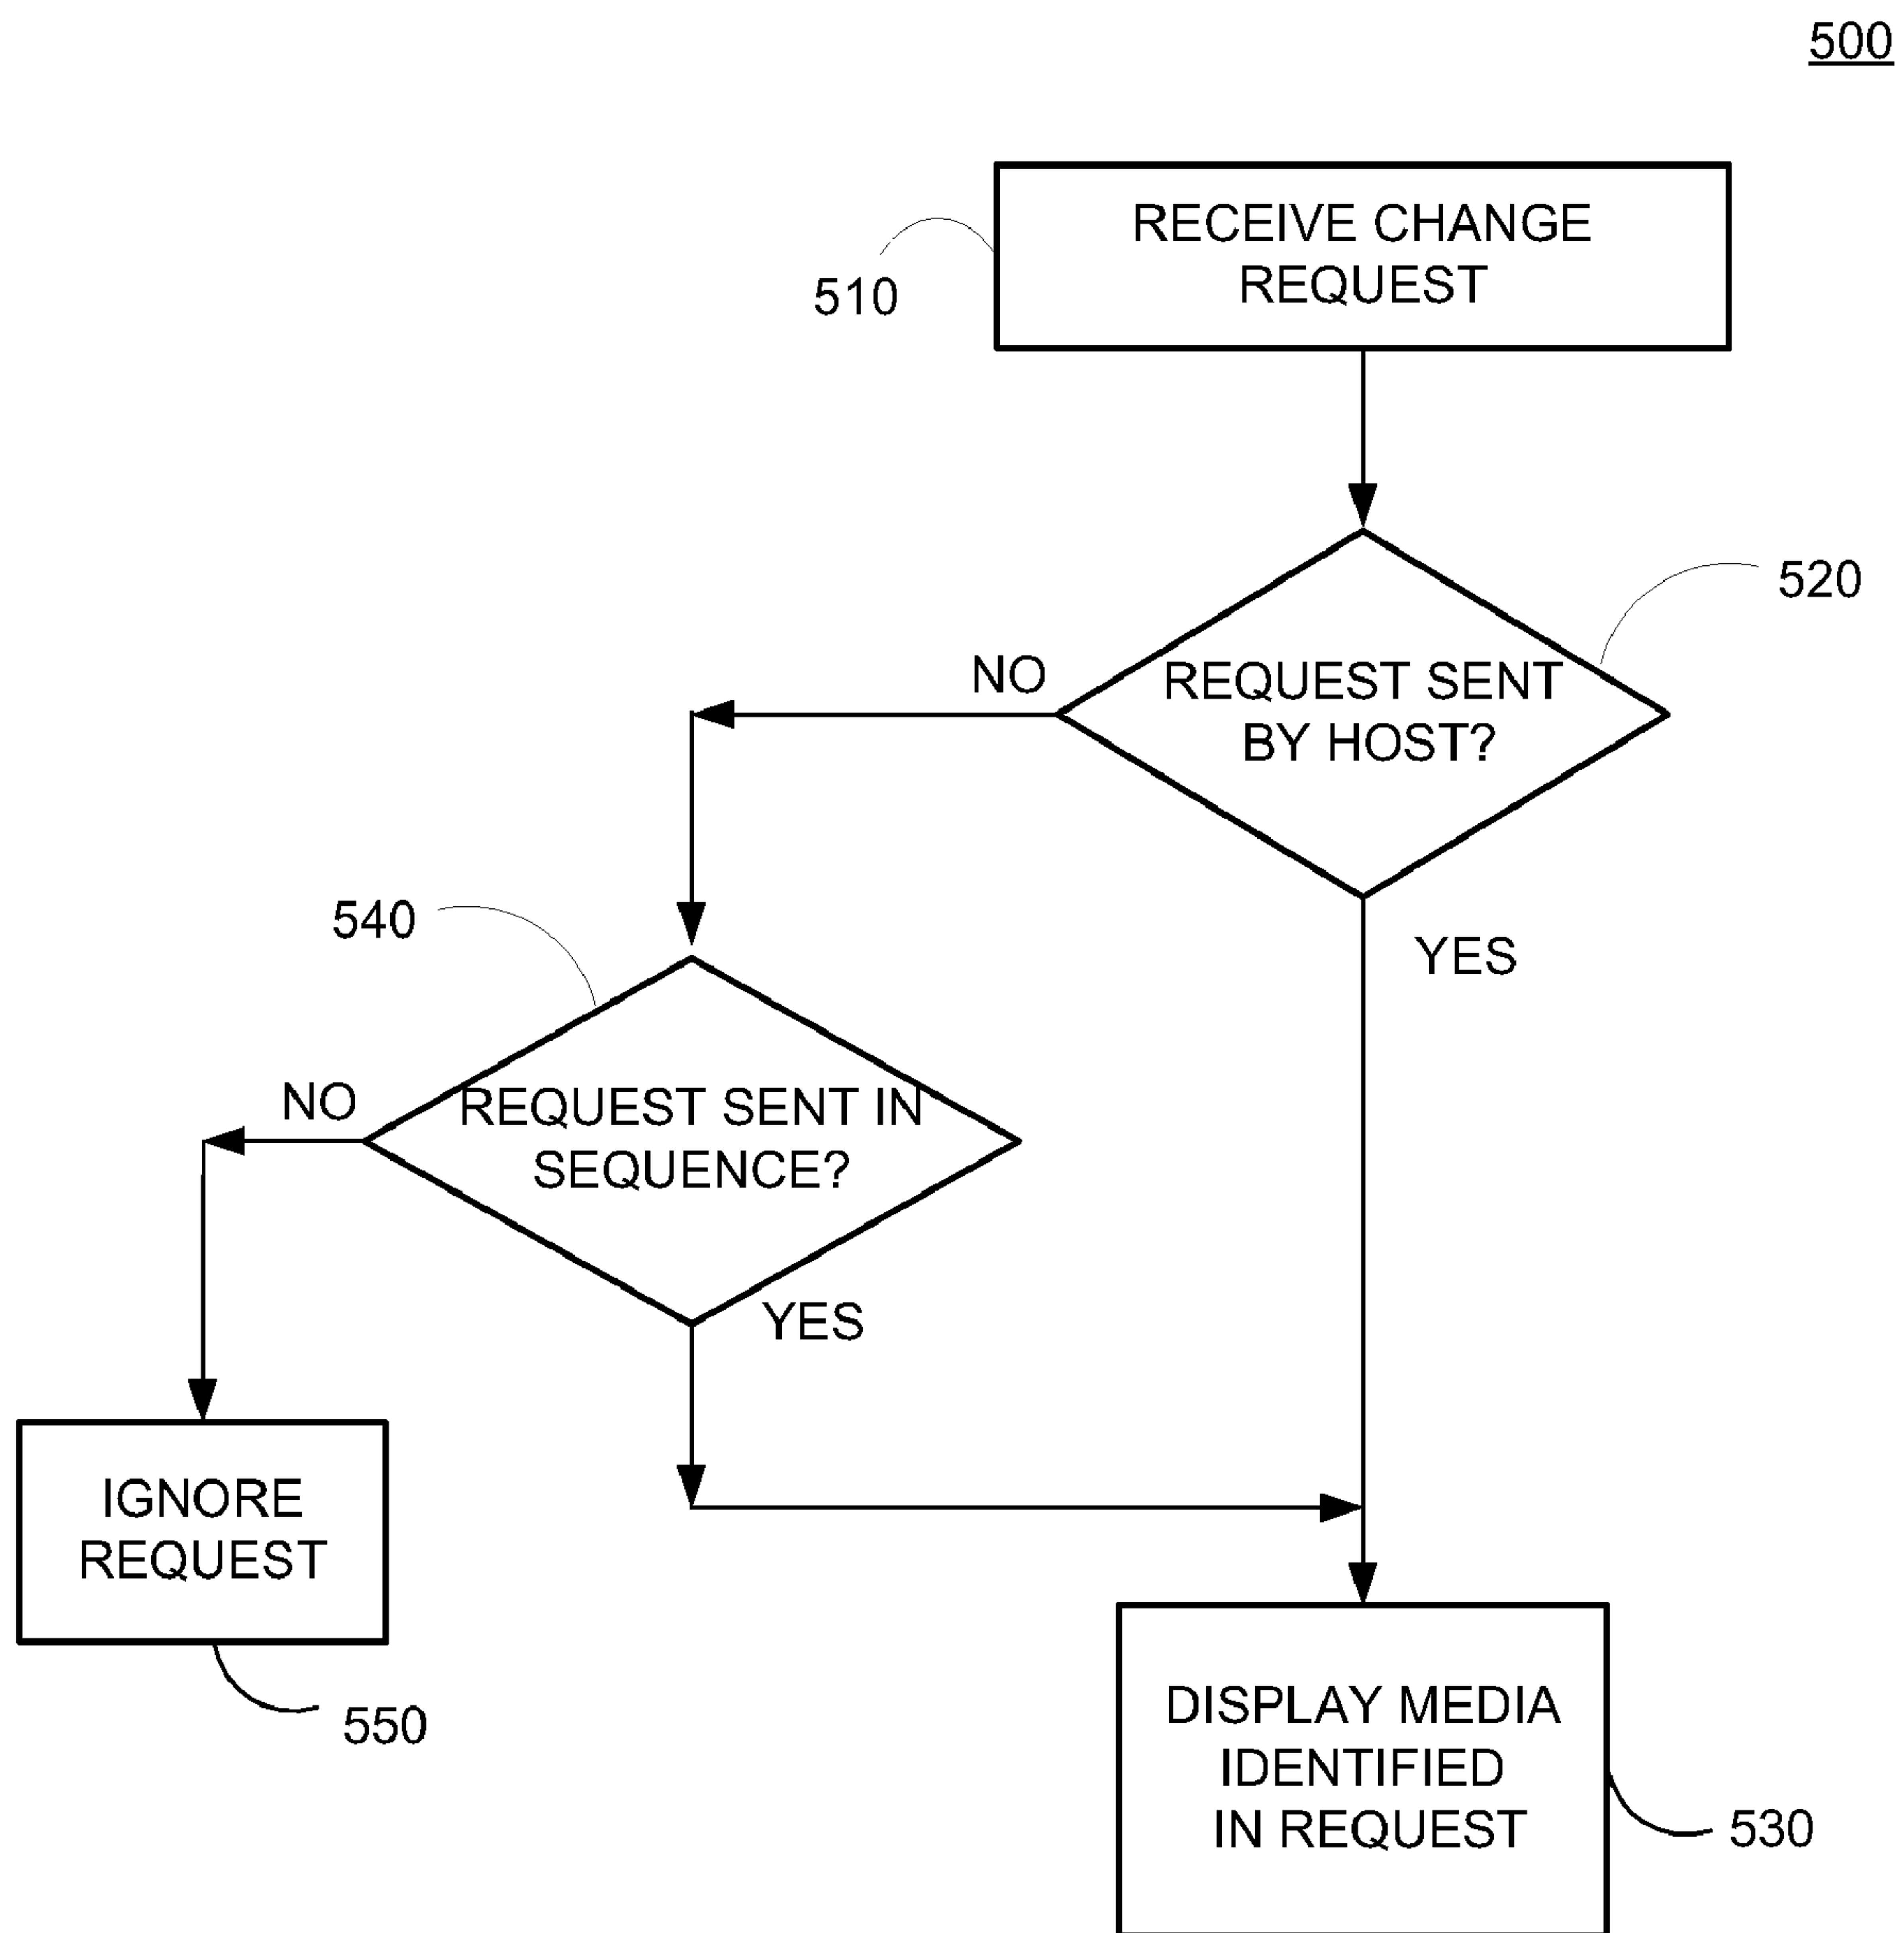 500
RECEIVE CHANGE
REQUEST
510
520
REQUEST SENT
BY HOST?
NO
YES
540
REQUEST SENT IN
SEQUENCE?
NO
YES
IGNORE
REQUEST
550
DISPLAY MEDIA
IDENTIFIED
IN REQUEST
530